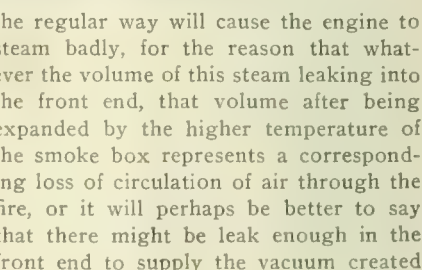 he regular way will cause the engine to
steam badly, for the reason that what-
ever the volume of this steam leaking into
he front end, that volume after being
expanded by the higher temperature of
he smoke box represents a correspond-
ng loss of circulation of air through the
fire, or it will perhaps be better to say
that there might be leak enough in the
front end to supply the vacuum created